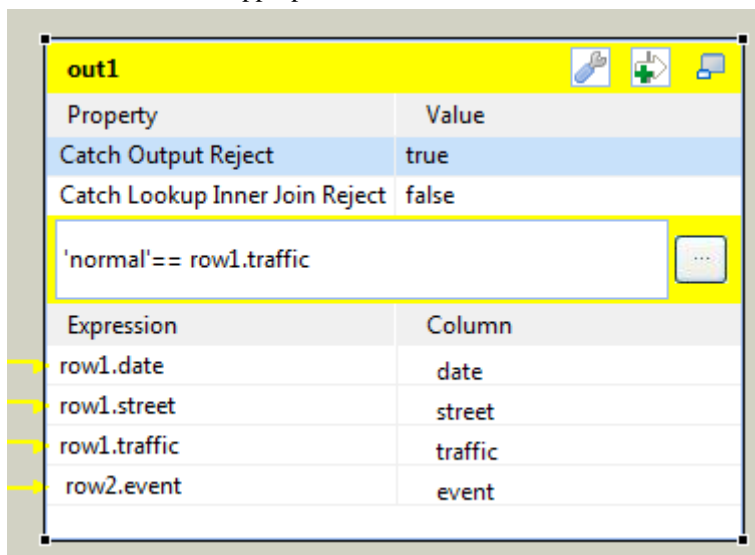 out1
Property Value
Catch Output Reject true
Catch Lookup Inner Join Reject false
'normal'== row1.traffic ...
Expression Column
row1.date date
row1.street street
row1.traffic traffic
row2.event event